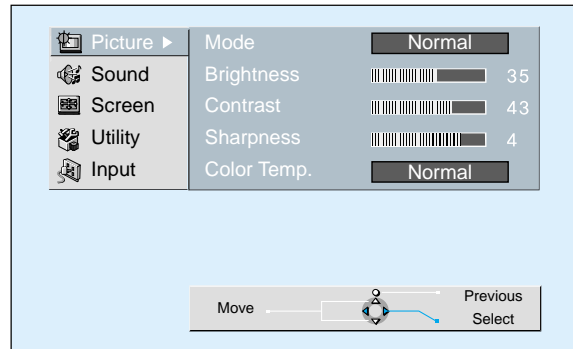 Picture Mode Normal
Sound Brightness 35
Screen Contrast 43
Utility Sharpness 4
Input Color Temp. Normal
Previous
Move
Select